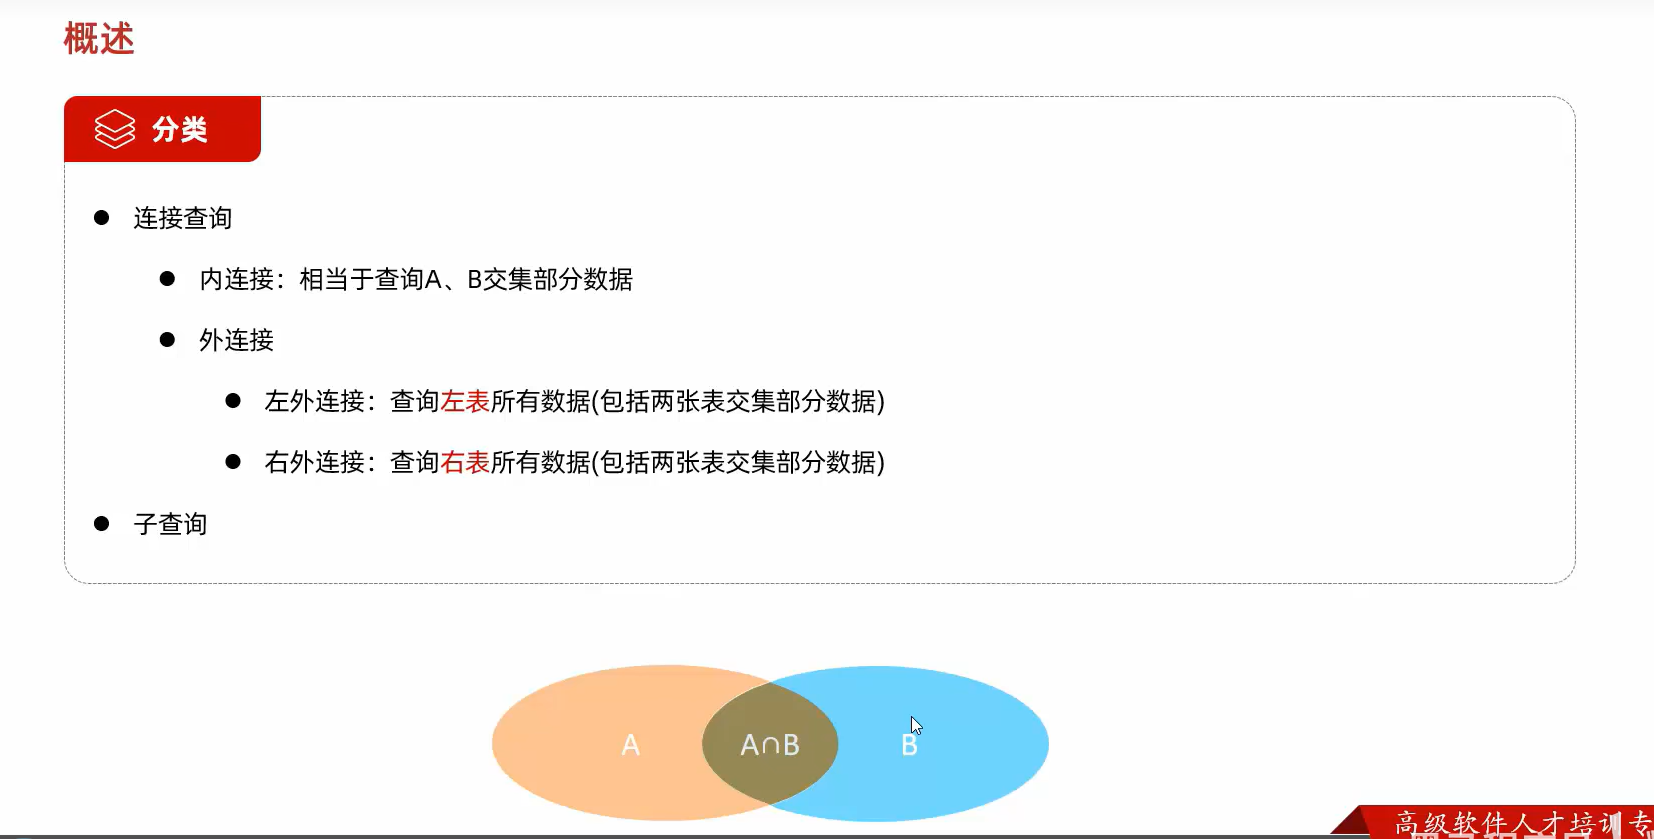 概述
分类
连接查询
内连接：相当于查询A、B交集部分数据
外连接
左外连接：查询左表所有数据(包括两张表交集部分数据)
右外连接：查询右表所有数据(包括两张表交集部分数据)
子查询
A
A∩B
B
高级软件人才培训专